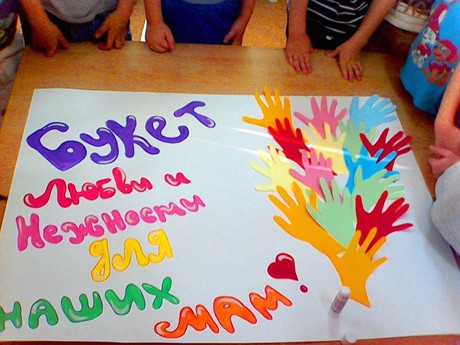 Букет
Любви и
Нежности
для
наших мам!